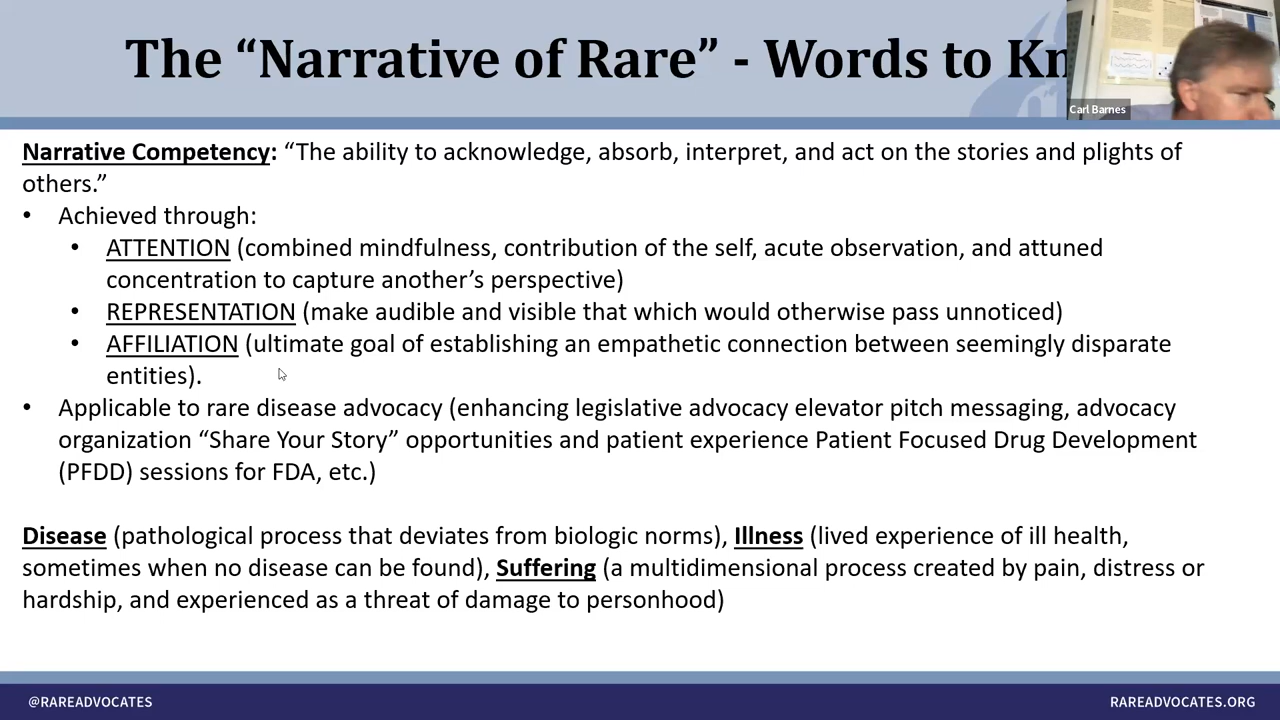 The “Narrative of Rare” - Words to
Carl Barnes
Narrative Competency: “The ability to acknowledge, absorb, interpret, and act on the stories and plights of
others.”
• Achieved through:
• ATTENTION (combined mindfulness, contribution of the self, acute observation, and attuned
concentration to capture another’s perspective)
• REPRESENTATION (make audible and visible that which would otherwise pass unnoticed)
• AFFILIATION (ultimate goal of establishing an empathetic connection between seemingly disparate
entities).
• Applicable to rare disease advocacy (enhancing legislative advocacy elevator pitch messaging, advocacy
organization “Share Your Story” opportunities and patient experience Patient Focused Drug Development
(PFDD) sessions for FDA, etc.)
Disease (pathological process that deviates from biologic norms), Illness (lived experience of ill health,
sometimes when no disease can be found), Suffering (a multidimensional process created by pain, distress or
hardship, and experienced as a threat of damage to personhood)
@RAREADVOCATES
RAREADVOCATES.ORG